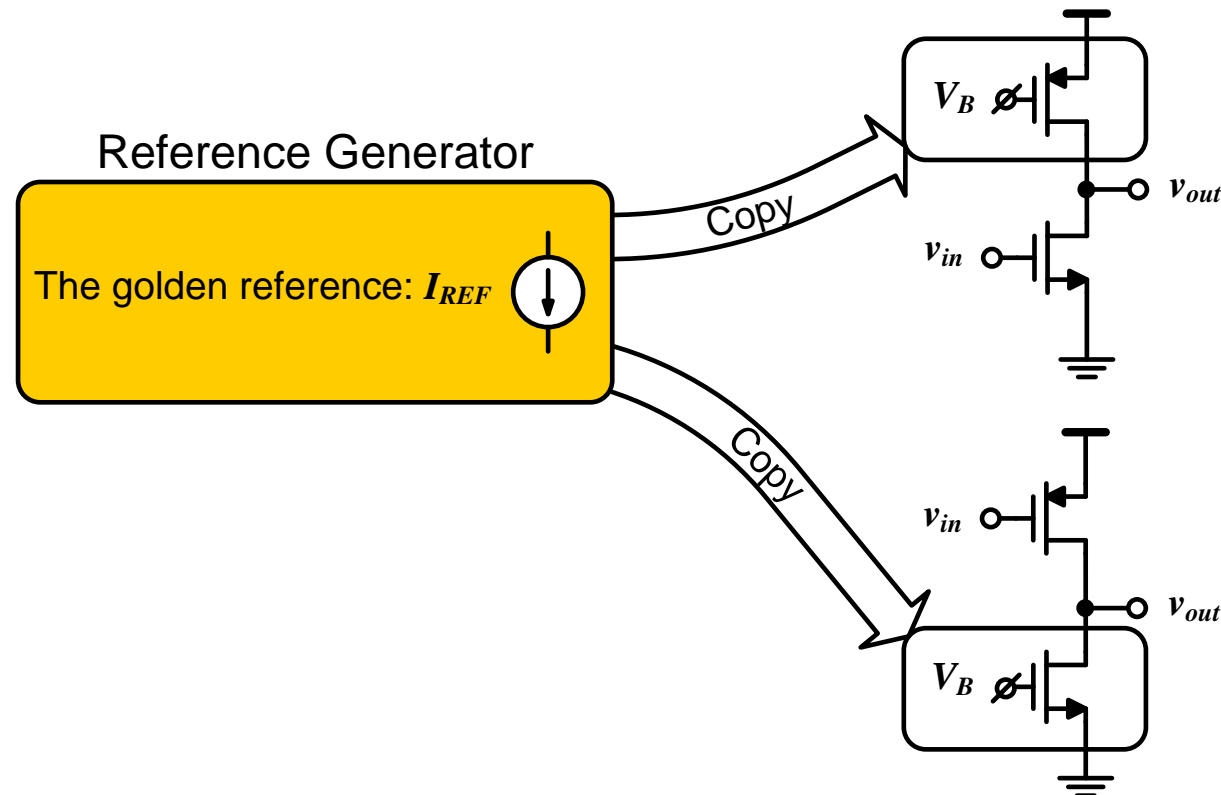 Reference Generator
The golden reference: I_REF
Copy
Copy
V_B
v_out
v_in
v_in
v_out
V_B